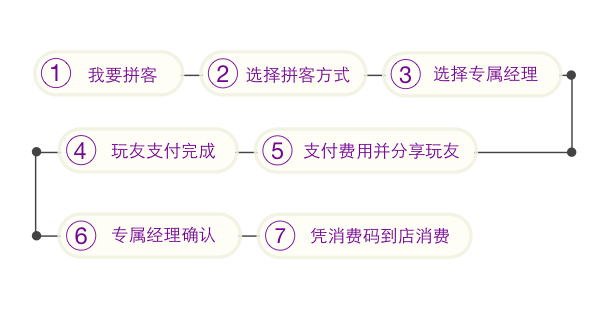 1 我要拼客
2 选择拼客方式
3 选择专属经理
4 玩友支付完成
5 支付费用并分享玩友
6 专属经理确认
7 凭消费码到店消费